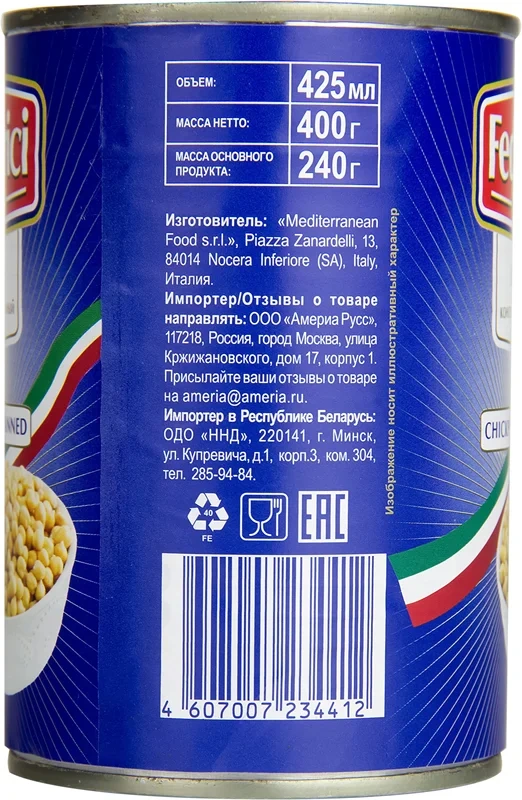 ОБЪЕМ: 425 мл
МАССА НЕТТО: 400 г
МАССА ОСНОВНОГО
ПРОДУКТА: 240 г
Изготовитель: «Mediterranean
Food s.r.l.», Piazza Zanardelli, 13,
84014 Nocera Inferiore (SA), Italy,
Италия.
Импортер/Отзывы о товаре
направлять: ООО «Америа Русс»,
117218, Россия, город Москва, улица
Кржижановского, дом 17, корпус 1.
Присылайте ваши отзывы о товаре
на ameria@ameria.ru.
Импортер в Республике Беларусь:
ОДО «ННД», 220141, г. Минск,
ул. Купревича, д.1, корп.3, ком. 304,
тел. 285-94-84.
Изображение носит иллюстративный характер
40
FE
EAC
4 607007 234412